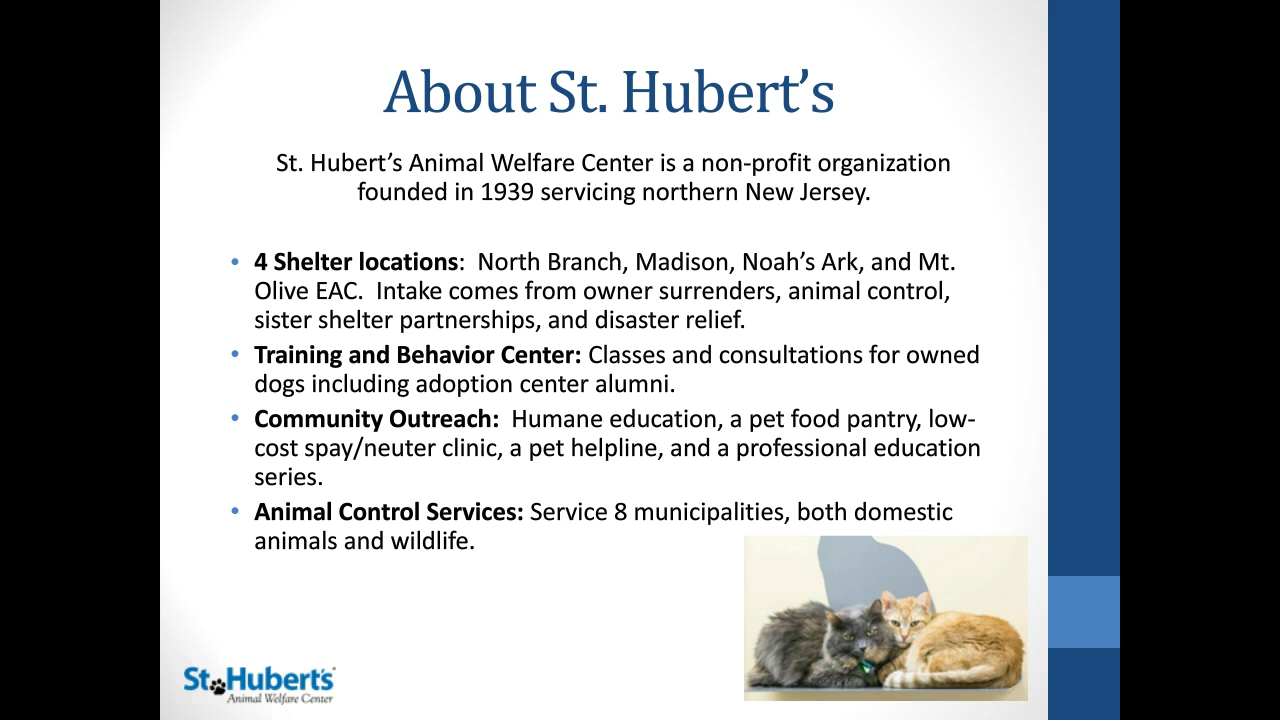 About St. Hubert’s
St. Hubert’s Animal Welfare Center is a non-profit organization
founded in 1939 servicing northern New Jersey.
• 4 Shelter locations:  North Branch, Madison, Noah’s Ark, and Mt.
Olive EAC.  Intake comes from owner surrenders, animal control,
sister shelter partnerships, and disaster relief.
• Training and Behavior Center: Classes and consultations for owned
dogs including adoption center alumni.
• Community Outreach:  Humane education, a pet food pantry, low-
cost spay/neuter clinic, a pet helpline, and a professional education
series.
• Animal Control Services: Service 8 municipalities, both domestic
animals and wildlife.
St. Hubert's
Animal Welfare Center